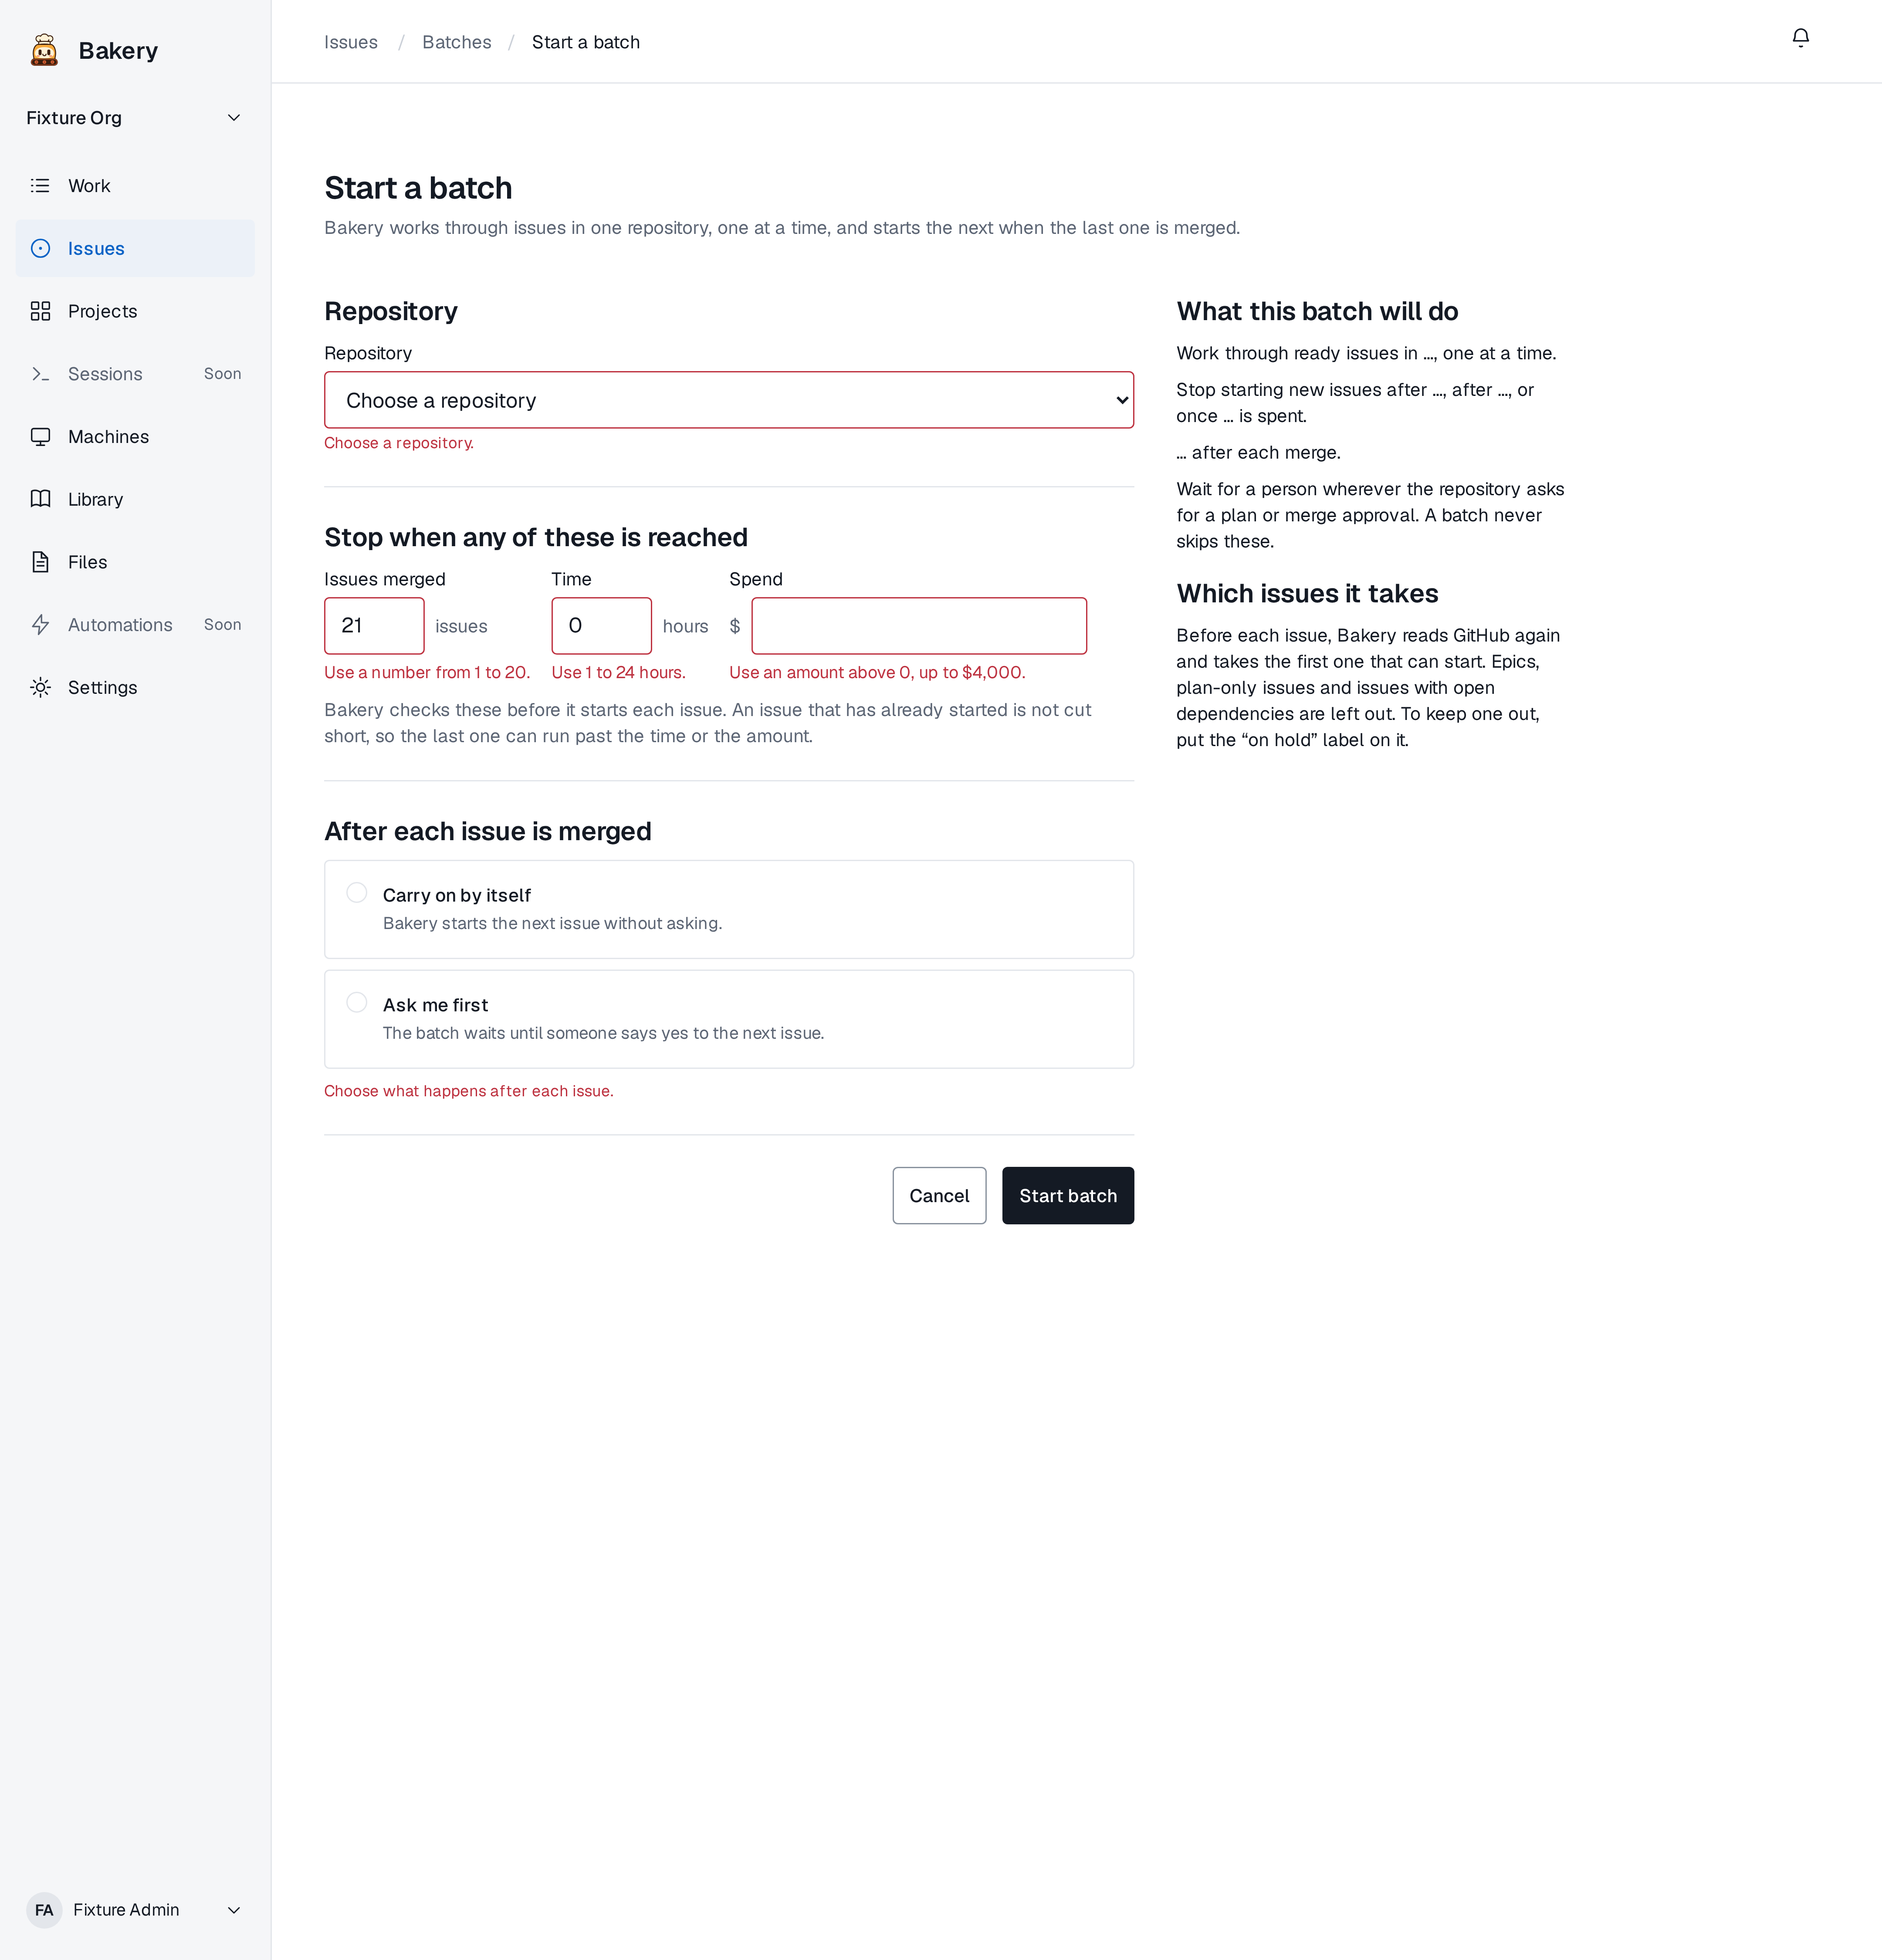 Bakery
Fixture Org
Work
Issues
Projects
Sessions Soon
Machines
Library
Files
Automations Soon
Settings
FA Fixture Admin
Issues / Batches / Start a batch
Start a batch
Bakery works through issues in one repository, one at a time, and starts the next when the last one is merged.
Repository
Repository
Choose a repository
Choose a repository.
Stop when any of these is reached
Issues merged Time Spend
21 issues 0 hours $
Use a number from 1 to 20. Use 1 to 24 hours. Use an amount above 0, up to $4,000.
Bakery checks these before it starts each issue. An issue that has already started is not cut
short, so the last one can run past the time or the amount.
After each issue is merged
Carry on by itself
Bakery starts the next issue without asking.
Ask me first
The batch waits until someone says yes to the next issue.
Choose what happens after each issue.
Cancel Start batch
What this batch will do
Work through ready issues in …, one at a time.
Stop starting new issues after …, after …, or
once … is spent.
… after each merge.
Wait for a person wherever the repository asks
for a plan or merge approval. A batch never
skips these.
Which issues it takes
Before each issue, Bakery reads GitHub again
and takes the first one that can start. Epics,
plan-only issues and issues with open
dependencies are left out. To keep one out,
put the “on hold” label on it.